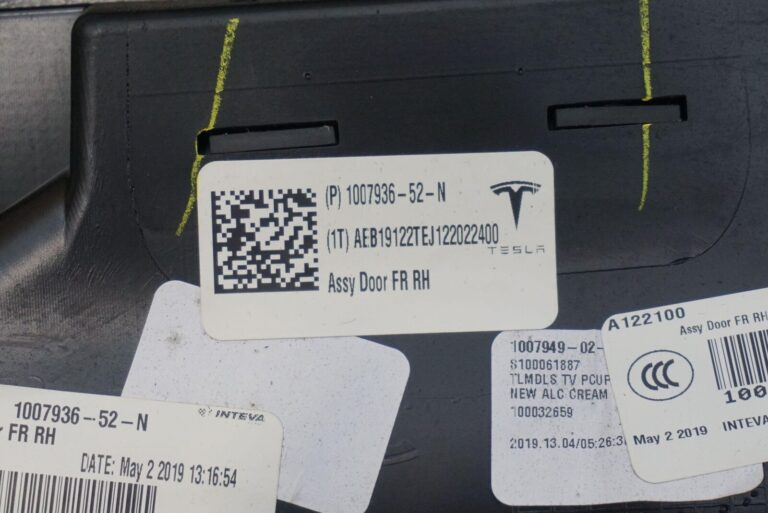 (P) 1007936-52-N
(1T) AEB19122TEJ122022400
TESLA
Assy Door FR RH
1007936-52-N
INTEVA
FR RH
DATE: May 2 2019 13:16:54
1007949-02-
S100061887
TLMDLS TV PCUP
NEW ALC CREAM
100032659
2019.13.04/05:26:3
A122100
Assy Door FR RH
CCC
100
May 2 2019 INTEVA